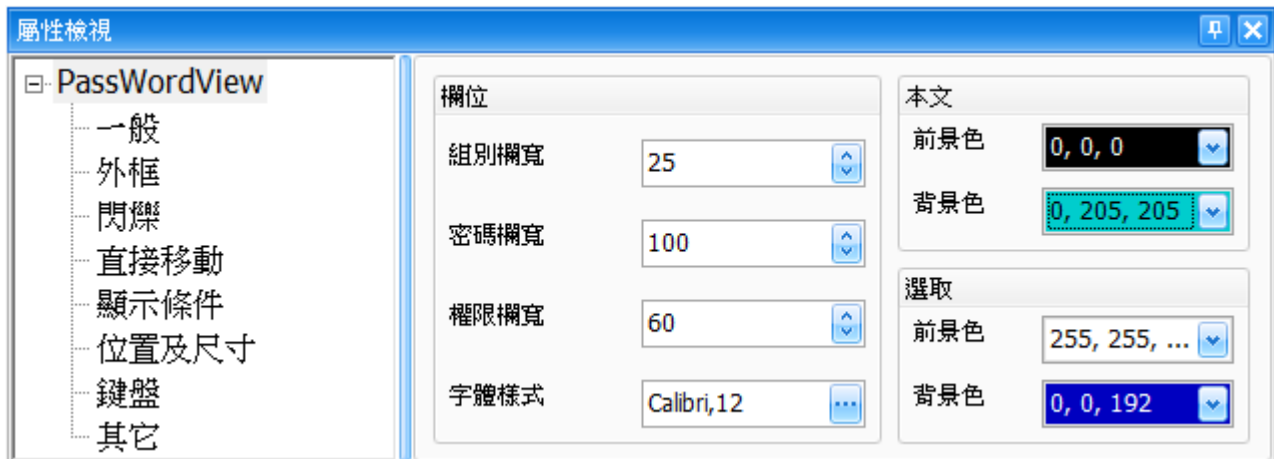 屬性檢視
PassWordView
一般
外框
閃爍
直接移動
顯示條件
位置及尺寸
鍵盤
其它
欄位
組別欄寬 25
密碼欄寬 100
權限欄寬 60
字體樣式 Calibri,12
本文
前景色 0, 0, 0
背景色 0, 205, 205
選取
前景色 255, 255, ...
背景色 0, 0, 192